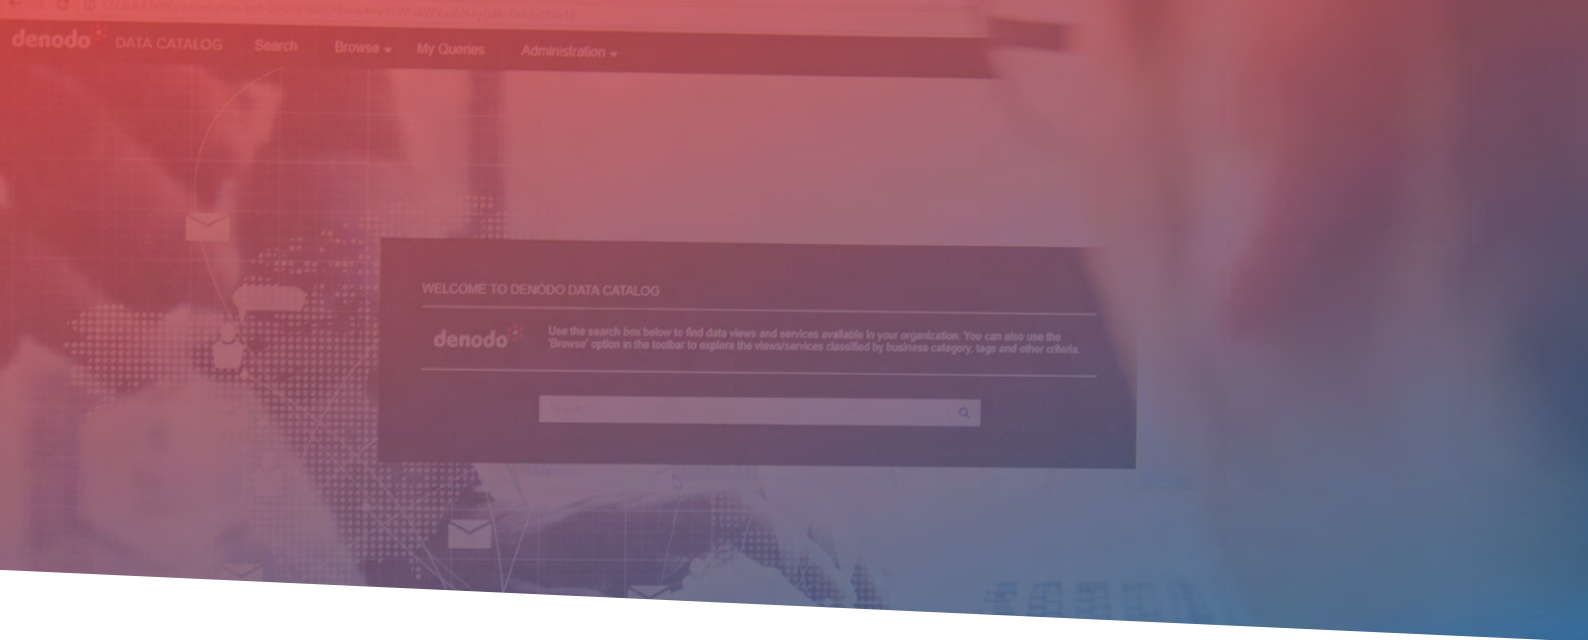 denodo DATA CATALOG Search Browse My Queries Administration
WELCOME TO DENODO DATA CATALOG
denodo
Use the search box below to find data views and services available in your organization. You can also use the
'Browse' option in the toolbar to explore the views/services classified by business category, tags and other criteria.